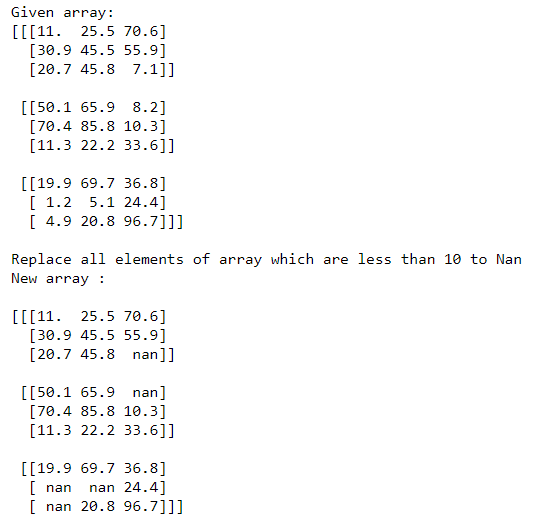 Given array:
[[[11.  25.5 70.6]
  [30.9 45.5 55.9]
  [20.7 45.8  7.1]]

 [[50.1 65.9  8.2]
  [70.4 85.8 10.3]
  [11.3 22.2 33.6]]

 [[19.9 69.7 36.8]
  [ 1.2  5.1 24.4]
  [ 4.9 20.8 96.7]]]

Replace all elements of array which are less than 10 to Nan
New array :

[[[11.  25.5 70.6]
  [30.9 45.5 55.9]
  [20.7 45.8  nan]]

 [[50.1 65.9  nan]
  [70.4 85.8 10.3]
  [11.3 22.2 33.6]]

 [[19.9 69.7 36.8]
  [ nan  nan 24.4]
  [ nan 20.8 96.7]]]